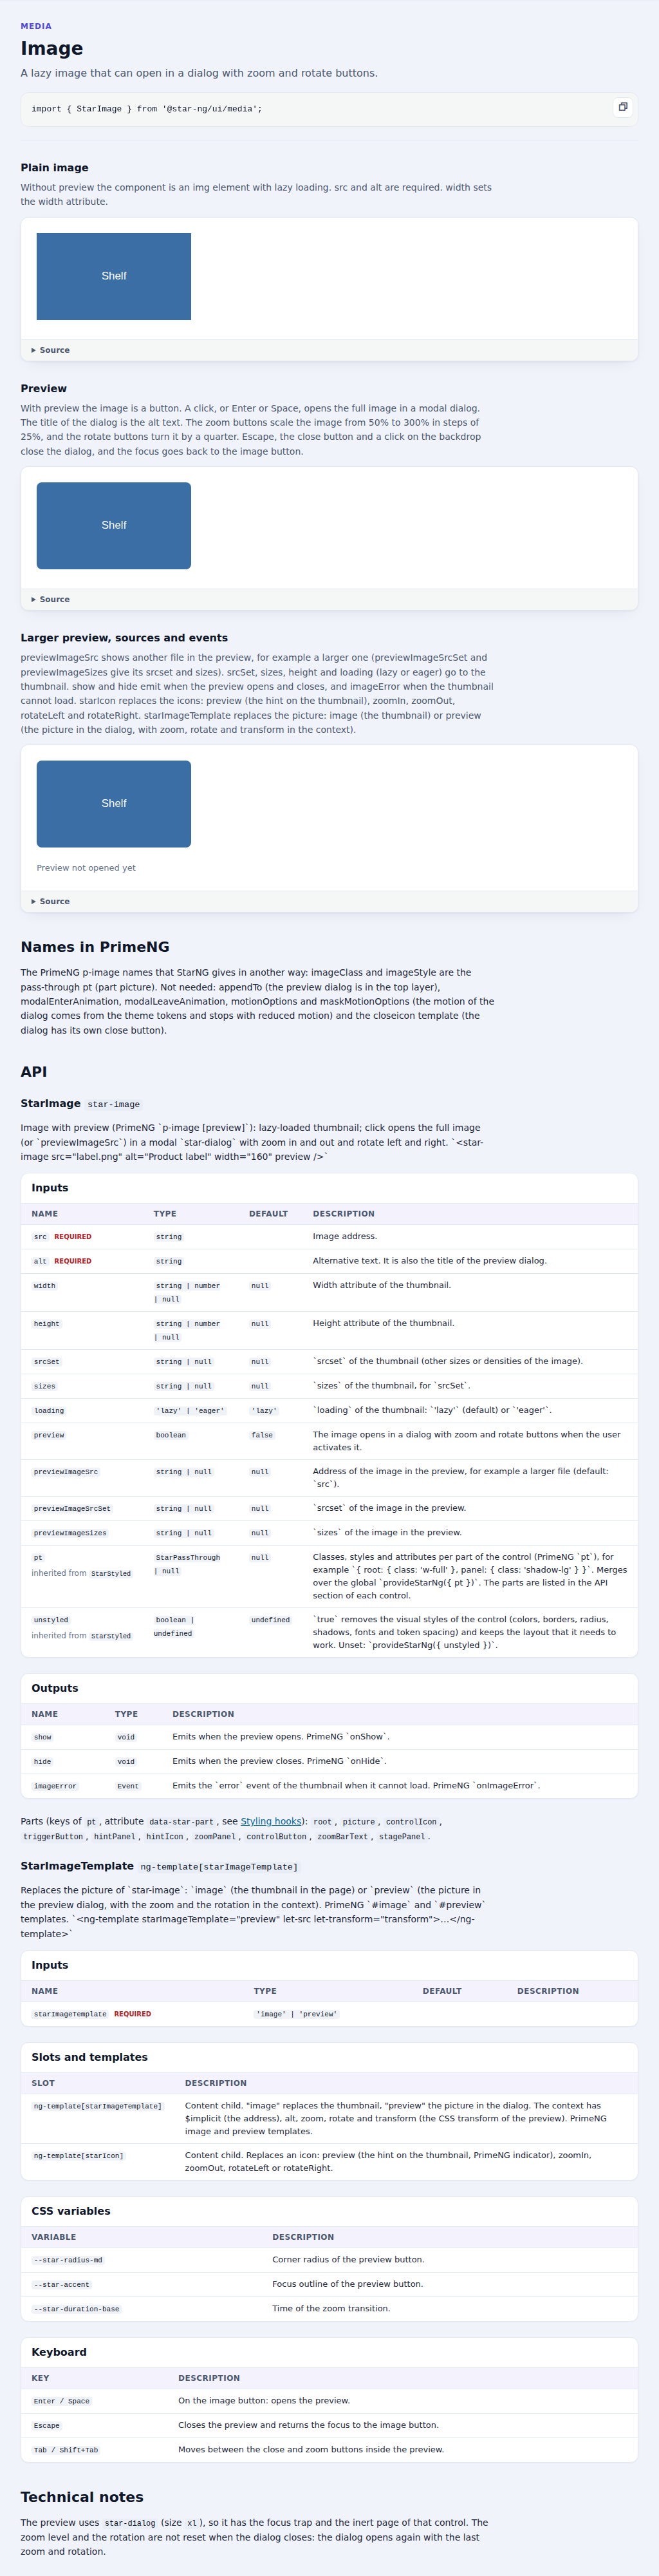 MEDIA
Image
A lazy image that can open in a dialog with zoom and rotate buttons.
import { StarImage } from '@star-ng/ui/media';
Plain image
Without preview the component is an img element with lazy loading. src and alt are required. width sets
the width attribute.
Shelf
Source
Preview
With preview the image is a button. A click, or Enter or Space, opens the full image in a modal dialog.
The title of the dialog is the alt text. The zoom buttons scale the image from 50% to 300% in steps of
25%, and the rotate buttons turn it by a quarter. Escape, the close button and a click on the backdrop
close the dialog, and the focus goes back to the image button.
Shelf
Source
Larger preview, sources and events
previewImageSrc shows another file in the preview, for example a larger one (previewImageSrcSet and
previewImageSizes give its srcset and sizes). srcSet, sizes, height and loading (lazy or eager) go to the
thumbnail. show and hide emit when the preview opens and closes, and imageError when the thumbnail
cannot load. starIcon replaces the icons: preview (the hint on the thumbnail), zoomIn, zoomOut,
rotateLeft and rotateRight. starImageTemplate replaces the picture: image (the thumbnail) or preview
(the picture in the dialog, with zoom, rotate and transform in the context).
Shelf
Preview not opened yet
Source
Names in PrimeNG
The PrimeNG p-image names that StarNG gives in another way: imageClass and imageStyle are the
pass-through pt (part picture). Not needed: appendTo (the preview dialog is in the top layer),
modalEnterAnimation, modalLeaveAnimation, motionOptions and maskMotionOptions (the motion of the
dialog comes from the theme tokens and stops with reduced motion) and the closeicon template (the
dialog has its own close button).
API
StarImage star-image
Image with preview (PrimeNG `p-image [preview]`): lazy-loaded thumbnail; click opens the full image
(or `previewImageSrc`) in a modal `star-dialog` with zoom in and out and rotate left and right. `<star-
image src="label.png" alt="Product label" width="160" preview />`
Inputs
NAME TYPE DEFAULT DESCRIPTION
src REQUIRED string Image address.
alt REQUIRED string Alternative text. It is also the title of the preview dialog.
width string | number | null null Width attribute of the thumbnail.
height string | number | null null Height attribute of the thumbnail.
srcSet string | null null `srcset` of the thumbnail (other sizes or densities of the image).
sizes string | null null `sizes` of the thumbnail, for `srcSet`.
loading 'lazy' | 'eager' 'lazy' `loading` of the thumbnail: `'lazy'` (default) or `'eager'`.
preview boolean false The image opens in a dialog with zoom and rotate buttons when the user
activates it.
previewImageSrc string | null null Address of the image in the preview, for example a larger file (default:
`src`).
previewImageSrcSet string | null null `srcset` of the image in the preview.
previewImageSizes string | null null `sizes` of the image in the preview.
pt StarPassThrough | null null Classes, styles and attributes per part of the control (PrimeNG `pt`), for
inherited from StarStyled example `{ root: { class: 'w-full' }, panel: { class: 'shadow-lg' } }`. Merges
over the global `provideStarNg({ pt })`. The parts are listed in the API
section of each control.
unstyled boolean | undefined undefined `true` removes the visual styles of the control (colors, borders, radius,
inherited from StarStyled shadows, fonts and token spacing) and keeps the layout that it needs to
work. Unset: `provideStarNg({ unstyled })`.
Outputs
NAME TYPE DESCRIPTION
show void Emits when the preview opens. PrimeNG `onShow`.
hide void Emits when the preview closes. PrimeNG `onHide`.
imageError Event Emits the `error` event of the thumbnail when it cannot load. PrimeNG `onImageError`.
Parts (keys of pt, attribute data-star-part, see Styling hooks): root, picture, controlIcon,
triggerButton, hintPanel, hintIcon, zoomPanel, controlButton, zoomBarText, stagePanel.
StarImageTemplate ng-template[starImageTemplate]
Replaces the picture of `star-image`: `image` (the thumbnail in the page) or `preview` (the picture in
the preview dialog, with the zoom and the rotation in the context). PrimeNG `#image` and `#preview`
templates. `<ng-template starImageTemplate="preview" let-src let-transform="transform">…</ng-
template>`
Inputs
NAME TYPE DEFAULT DESCRIPTION
starImageTemplate REQUIRED 'image' | 'preview'
Slots and templates
SLOT DESCRIPTION
ng-template[starImageTemplate] Content child. "image" replaces the thumbnail, "preview" the picture in the dialog. The context has
$implicit (the address), alt, zoom, rotate and transform (the CSS transform of the preview). PrimeNG
image and preview templates.
ng-template[starIcon] Content child. Replaces an icon: preview (the hint on the thumbnail, PrimeNG indicator), zoomIn,
zoomOut, rotateLeft or rotateRight.
CSS variables
VARIABLE DESCRIPTION
--star-radius-md Corner radius of the preview button.
--star-accent Focus outline of the preview button.
--star-duration-base Time of the zoom transition.
Keyboard
KEY DESCRIPTION
Enter / Space On the image button: opens the preview.
Escape Closes the preview and returns the focus to the image button.
Tab / Shift+Tab Moves between the close and zoom buttons inside the preview.
Technical notes
The preview uses star-dialog (size xl), so it has the focus trap and the inert page of that control. The
zoom level and the rotation are not reset when the dialog closes: the dialog opens again with the last
zoom and rotation.